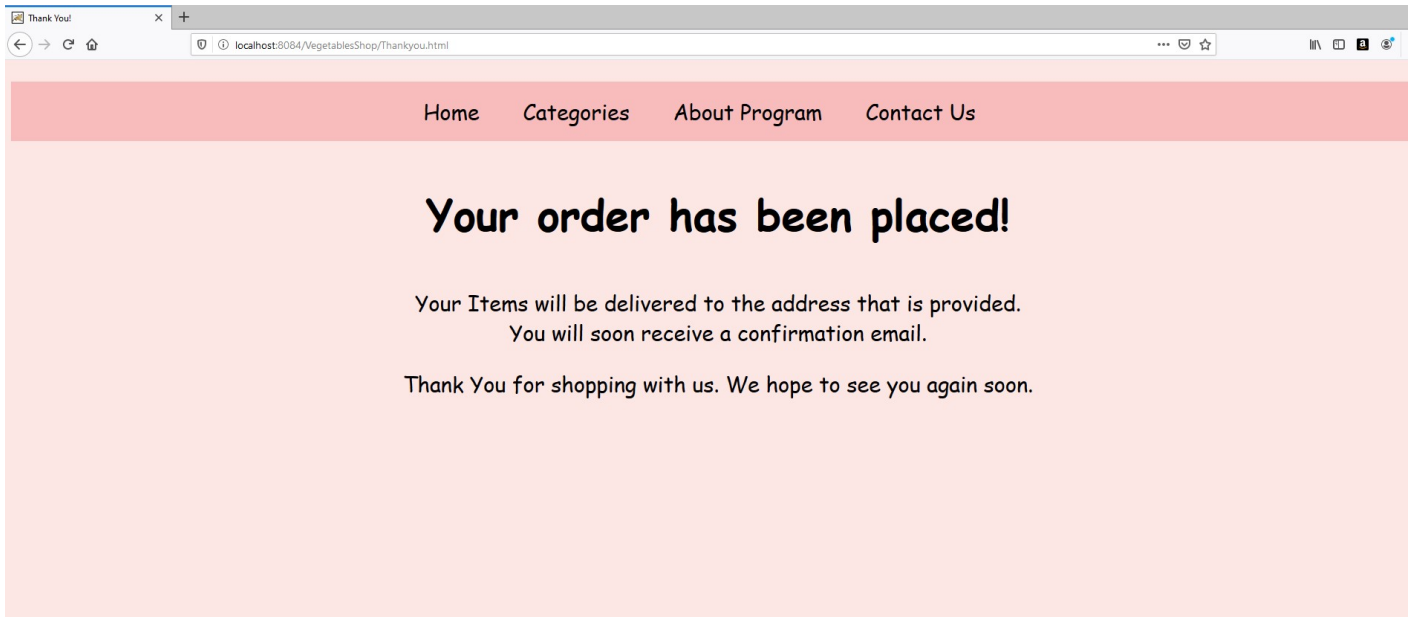 Thank You!
localhost:8084/VegetablesShop/Thankyou.html
Home Categories About Program Contact Us
Your order has been placed!
Your Items will be delivered to the address that is provided.
You will soon receive a confirmation email.
Thank You for shopping with us. We hope to see you again soon.